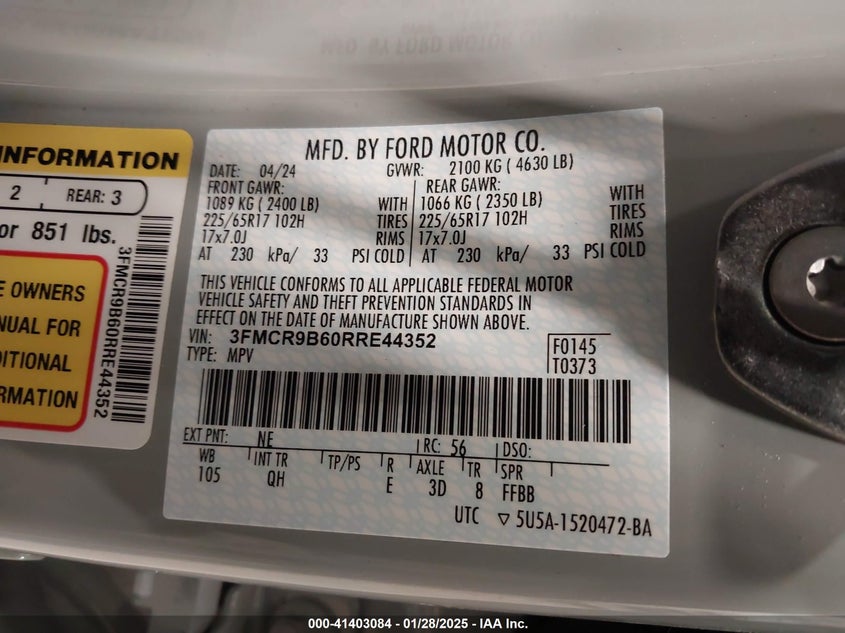 MFD. BY FORD MOTOR CO.
INFORMATION
2 REAR: 3
or 851 lbs.
E OWNERS
NUAL FOR
DITIONAL
RMATION
3FMCR9B60RRE44352
MFD. BY FORD MOTOR CO.
DATE: 04/24 GVWR: 2100 KG ( 4630 LB)
FRONT GAWR: REAR GAWR:
1089 KG ( 2400 LB) WITH 1066 KG ( 2350 LB) WITH
225/65R17 102H TIRES 225/65R17 102H TIRES
17x7.0J RIMS 17x7.0J RIMS
AT 230 kPa/ 33 PSI COLD AT 230 kPa/ 33 PSI COLD
THIS VEHICLE CONFORMS TO ALL APPLICABLE FEDERAL MOTOR
VEHICLE SAFETY AND THEFT PREVENTION STANDARDS IN
EFFECT ON THE DATE OF MANUFACTURE SHOWN ABOVE.
VIN: 3FMCR9B60RRE44352
TYPE: MPV
F0145
T0373
EXT PNT: NE RC: 56 DSO:
WB INT TR TP/PS R AXLE TR SPR
105 QH E 3D 8 FFBB
UTC ▽ 5U5A-1520472-BA
000-41403084 - 01/28/2025 - IAA Inc.